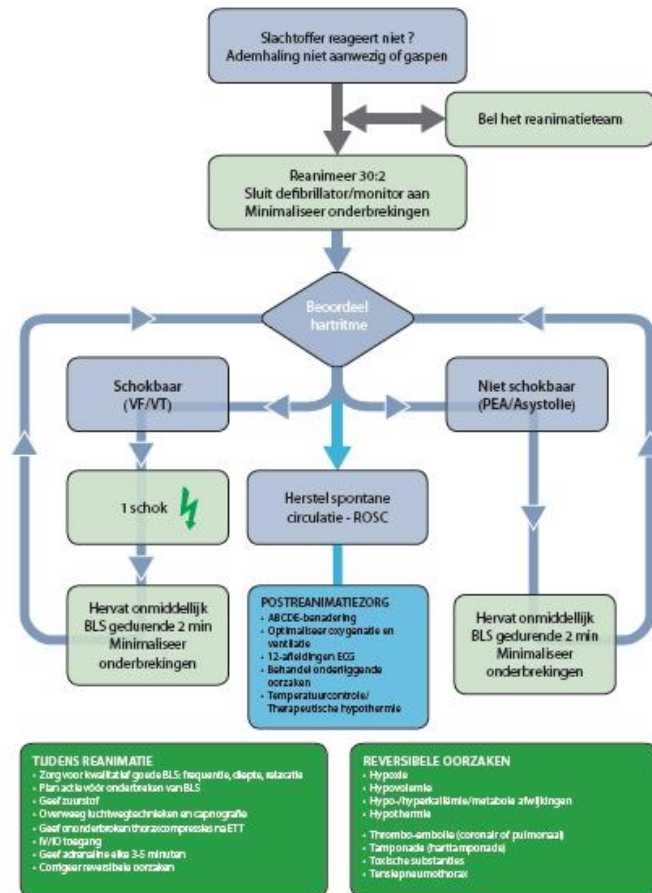 Slachtoffer reageert niet ?
Ademhaling niet aanwezig of gaspen
Bel het reanimatieteam
Reanimeer 30:2
Sluit defibrillator/monitor aan
Minimaliseer onderbrekingen
Beoordeel
hartritme
Schokbaar
(VF/VT)
Niet schokbaar
(PEA/Asystolie)
1 schok
Herstel spontane
circulatie - ROSC
Hervat onmiddellijk
BLS gedurende 2 min
Minimaliseer
onderbrekingen
POSTREANIMATIEZORG
• ABCDE-benadering
• Optimaliseer oxygenatie en
ventilatie
• 12-afleidingen ECG
• Behandel onderliggende
oorzaken
• Temperatuurcontrole/
Therapeutische hypothermie
Hervat onmiddellijk
BLS gedurende 2 min
Minimaliseer
onderbrekingen
TIJDENS REANIMATIE
• Zorg voor kwalitatief goede BLS: frequentie, diepte, relaxatie
• Plan actie vóór onderbreken van BLS
• Geef zuurstof
• Overweeg luchtwegtechnieken en capnografie
• Geef ononderbroken thoraxcompressies na ETT
• IV/IO toegang
• Geef adrenaline elke 3-5 minuten
• Corrigeer reversibele oorzaken
REVERSIBELE OORZAKEN
• Hypoxie
• Hypovolemie
• Hypo-/hyperkaliëmie/metabole afwijkingen
• Hypothermie
• Thrombo-embolie (coronair of pulmonaal)
• Tamponade (harttamponade)
• Toxische substanties
• Tensiepneumothorax